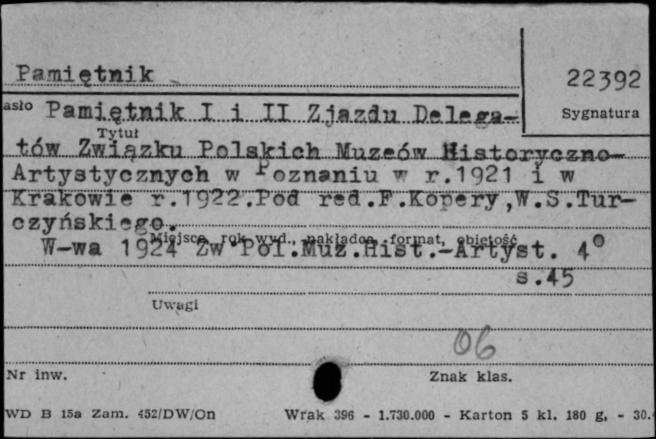 Pamiętnik
22392
asło Pamiętnik I i II Zjazdu Delega-
Sygnatura
Tytuł
tów Związku Polskich Muzeów Historyczno-
Artystycznych w Poznaniu w r.1921 i w
Krakowie r.1922.Pod red.F.Kopery,W.S.Tur-
czyńskiego.
Miejsce, rok wyd., nakładca, format, objętość
W-wa 1924 Zw Pol.Muz.Hist.-Artyst. 4°
s.45
Uwagi
06
Nr inw.
Znak klas.
WD B 15a Zam. 452/DW/On Wrak 396 - 1.730.000 - Karton 5 kl. 180 g, - 30.